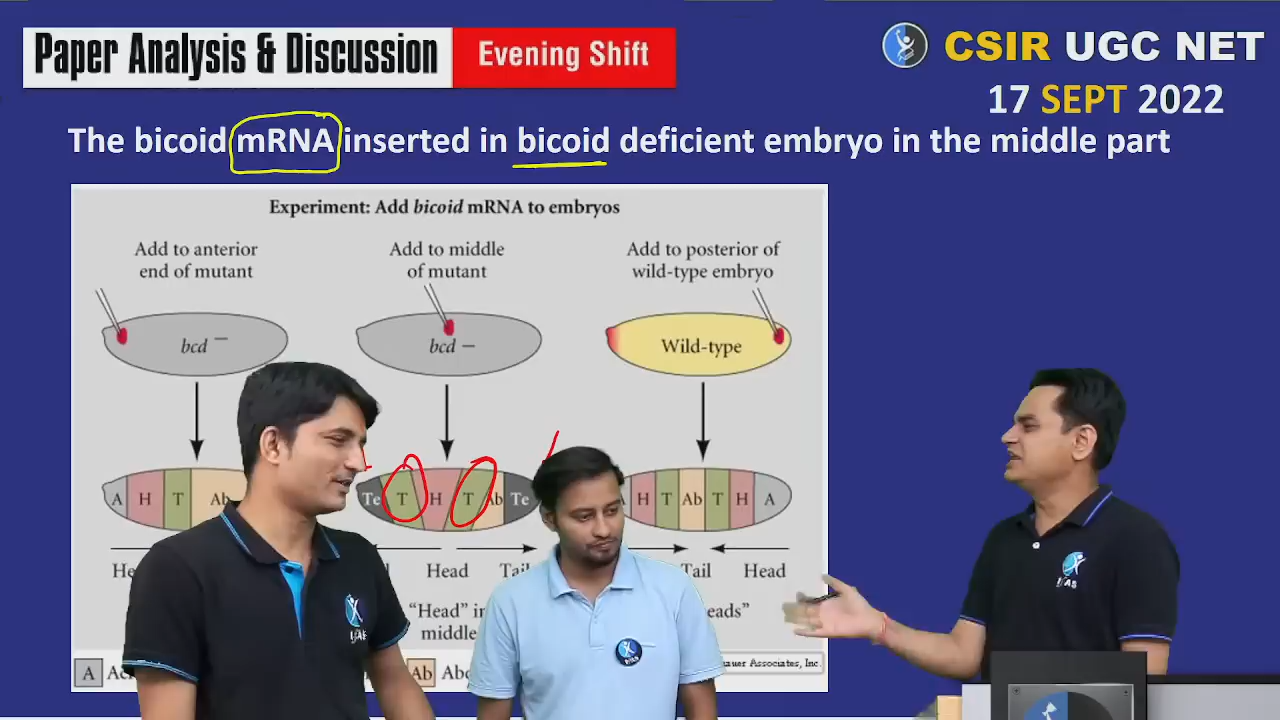 Paper Analysis & Discussion
Evening Shift
CSIR UGC NET
17 SEPT 2022
The bicoid mRNA inserted in bicoid deficient embryo in the middle part
Experiment: Add bicoid mRNA to embryos
Add to anterior
end of mutant
Add to middle
of mutant
Add to posterior of
wild-type embryo
bcd –
bcd –
Wild-type
A H T Ab
Te T H T Ab Te
H T Ab T H A
Head Tail
Tail Head
"Head" in
middle
A
Ab
Associates, Inc.
IFAS
IFAS
IFAS